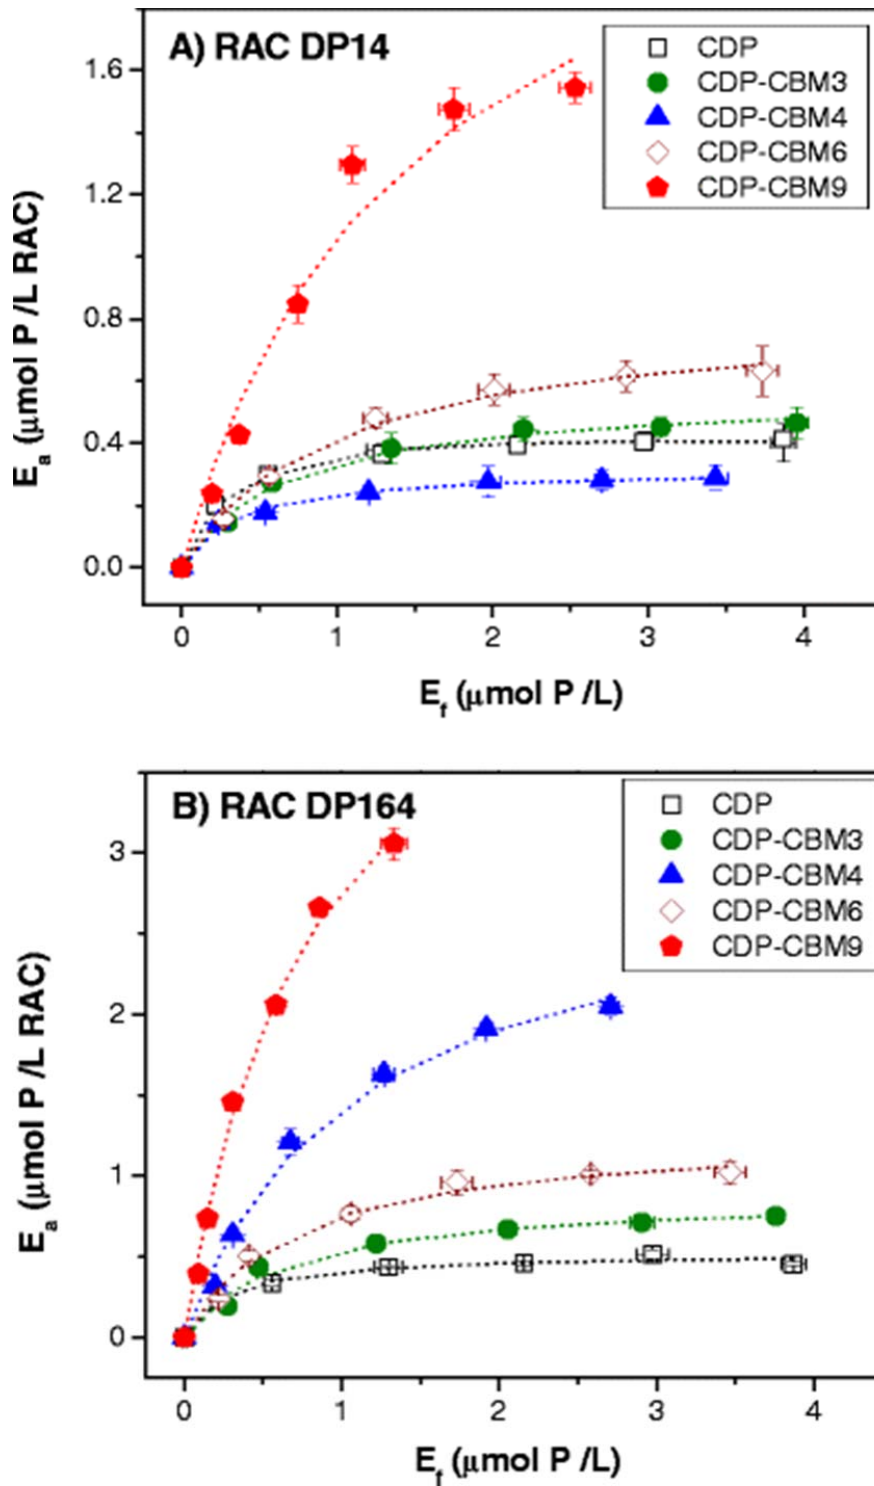 A) RAC DP14
CDP
CDP-CBM3
CDP-CBM4
CDP-CBM6
CDP-CBM9
1.6
1.2
0.8
0.4
0.0
Eₐ (μmol P /L RAC)
0 1 2 3 4
E_f (μmol P /L)
B) RAC DP164
CDP
CDP-CBM3
CDP-CBM4
CDP-CBM6
CDP-CBM9
3
2
1
0
Eₐ (μmol P /L RAC)
0 1 2 3 4
E_f (μmol P /L)